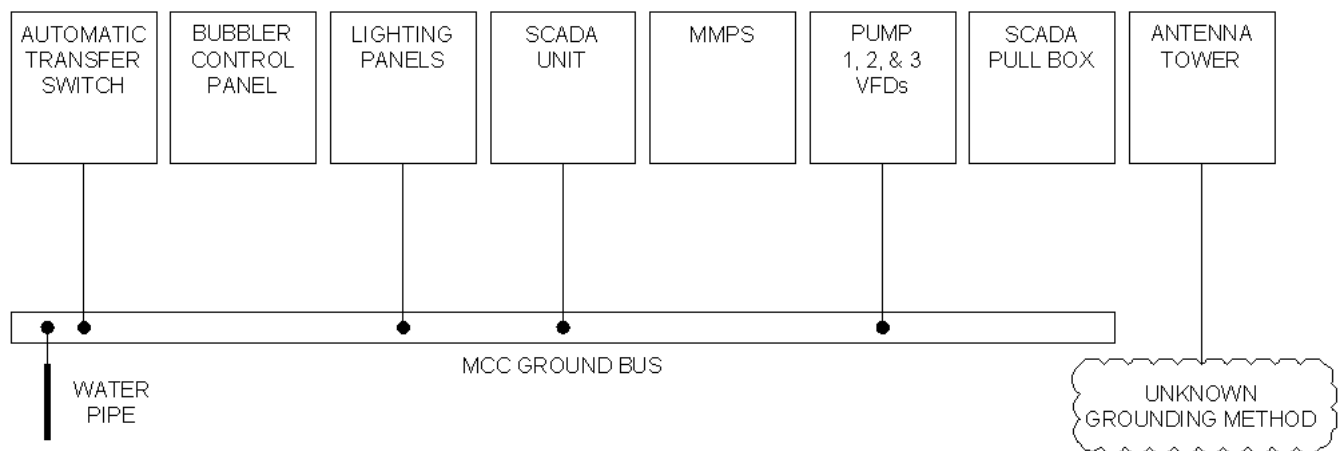 AUTOMATIC
TRANSFER
SWITCH
BUBBLER
CONTROL
PANEL
LIGHTING
PANELS
SCADA
UNIT
MMPS
PUMP
1, 2, & 3
VFDs
SCADA
PULL BOX
ANTENNA
TOWER
MCC GROUND BUS
WATER
PIPE
UNKNOWN
GROUNDING METHOD